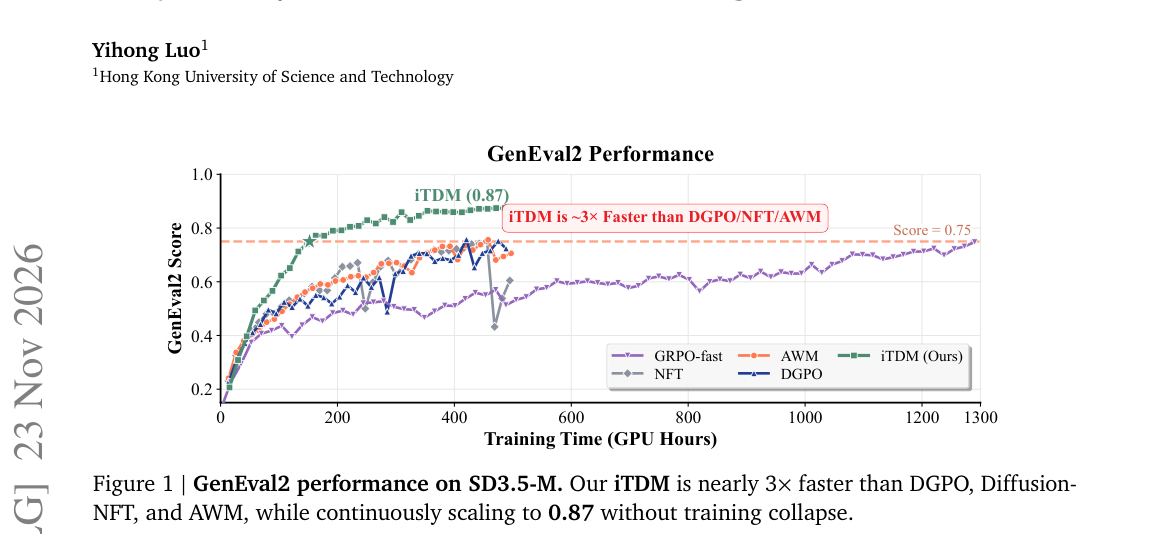 Yihong Luo1
1Hong Kong University of Science and Technology
LG] 23 Nov 2026
GenEval2 Performance
1.0
0.8
0.6
0.4
0.2
GenEval2 Score
iTDM (0.87)
iTDM is ~3× Faster than DGPO/NFT/AWM
Score = 0.75
GRPO-fast
AWM
iTDM (Ours)
NFT
DGPO
0 200 400 600 800 1000 1200 1300
Training Time (GPU Hours)
Figure 1 | GenEval2 performance on SD3.5-M. Our iTDM is nearly 3× faster than DGPO, Diffusion-
NFT, and AWM, while continuously scaling to 0.87 without training collapse.